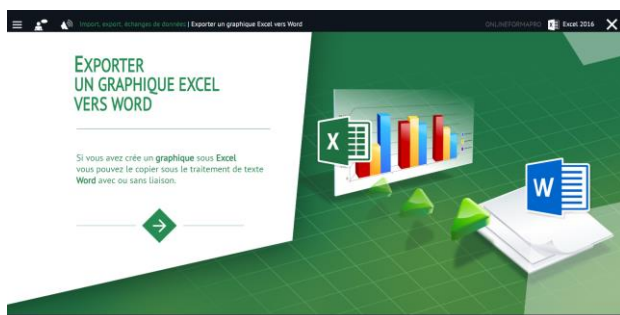 Import, export, échanges de données | Exporter un graphique Excel vers Word
ONLINEFORMAPRO
Excel 2016
EXPORTER
UN GRAPHIQUE EXCEL
VERS WORD
Si vous avez crée un graphique sous Excel
vous pouvez le copier sous le traitement de texte
Word avec ou sans liaison.
X
W